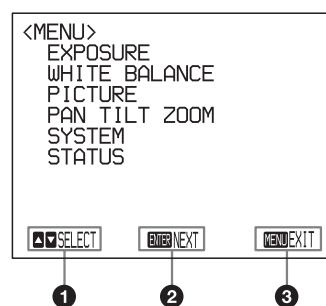 <MENU>
EXPOSURE
WHITE BALANCE
PICTURE
PAN TILT ZOOM
SYSTEM
STATUS
▲▼SELECT ENTER NEXT MENU EXIT
1 2 3